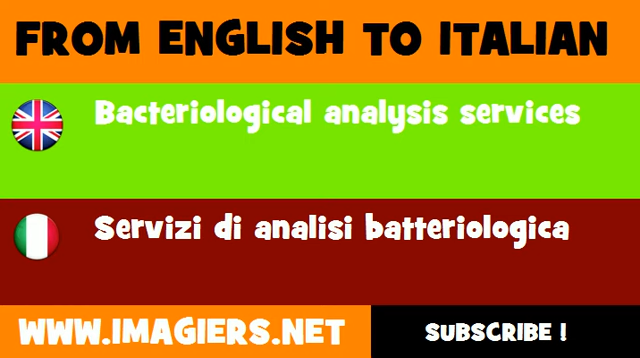 FROM ENGLISH TO ITALIAN
Bacteriological analysis services
Servizi di analisi batteriologica
WWW.IMAGIERS.NET
SUBSCRIBE !